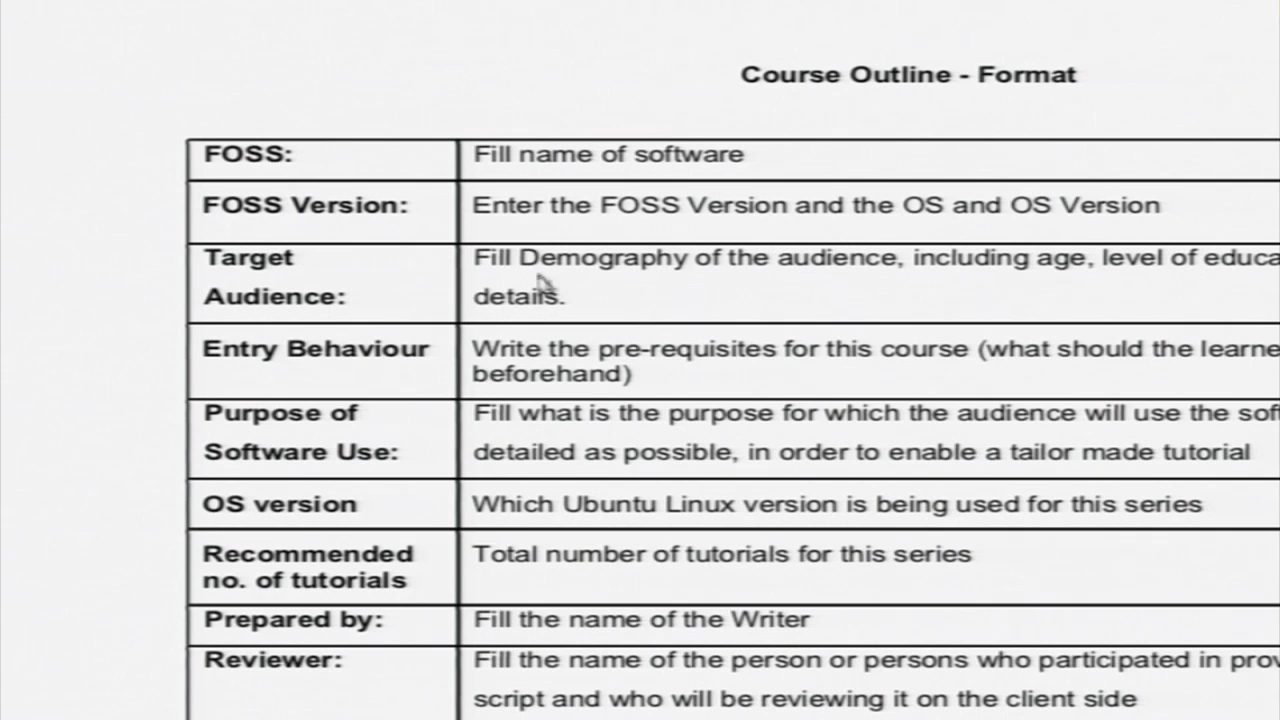 Course Outline - Format
FOSS: Fill name of software
FOSS Version: Enter the FOSS Version and the OS and OS Version
Target Fill Demography of the audience, including age, level of
Audience: details.
Entry Behaviour Write the pre-requisites for this course (what should the
beforehand)
Purpose of Fill what is the purpose for which the audience will use the
Software Use: detailed as possible, in order to enable a tailor made tutorial
OS version Which Ubuntu Linux version is being used for this series
Recommended Total number of tutorials for this series
no. of tutorials
Prepared by: Fill the name of the Writer
Reviewer: Fill the name of the person or persons who participated in
script and who will be reviewing it on the client side